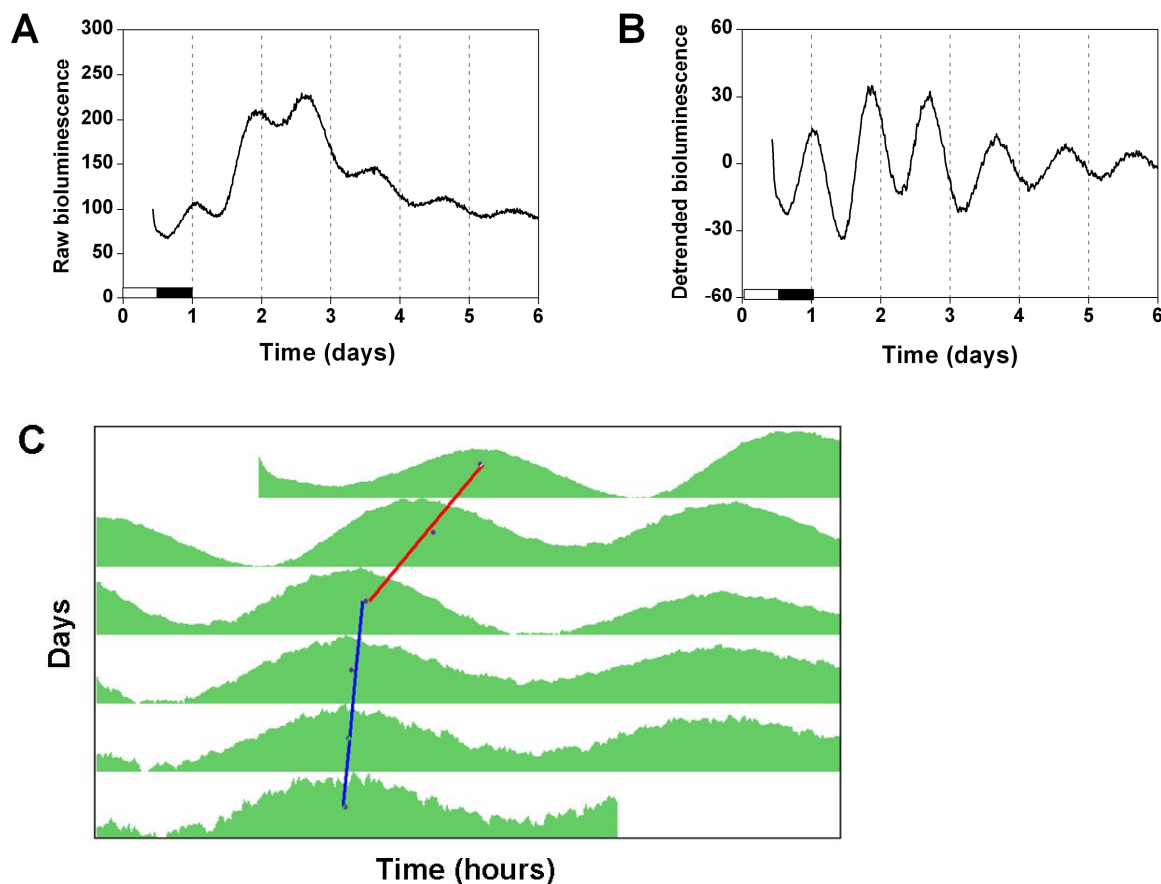 A
Raw bioluminescence
300
250
200
150
100
50
0
0 1 2 3 4 5 6
Time (days)
B
Detrended bioluminescence
60
30
0
-30
-60
0 1 2 3 4 5 6
Time (days)
C
Days
Time (hours)